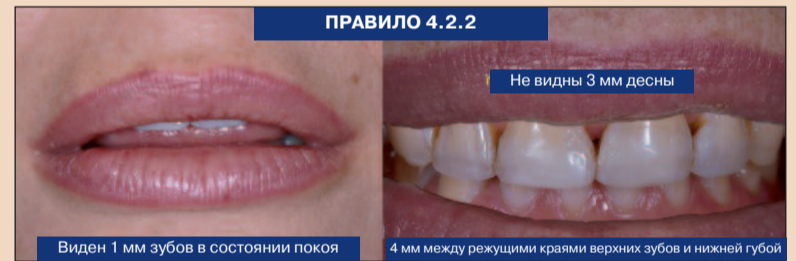 ПРАВИЛО 4.2.2
Не видны 3 мм десны
Виден 1 мм зубов в состоянии покоя
4 мм между режущими краями верхних зубов и нижней губой